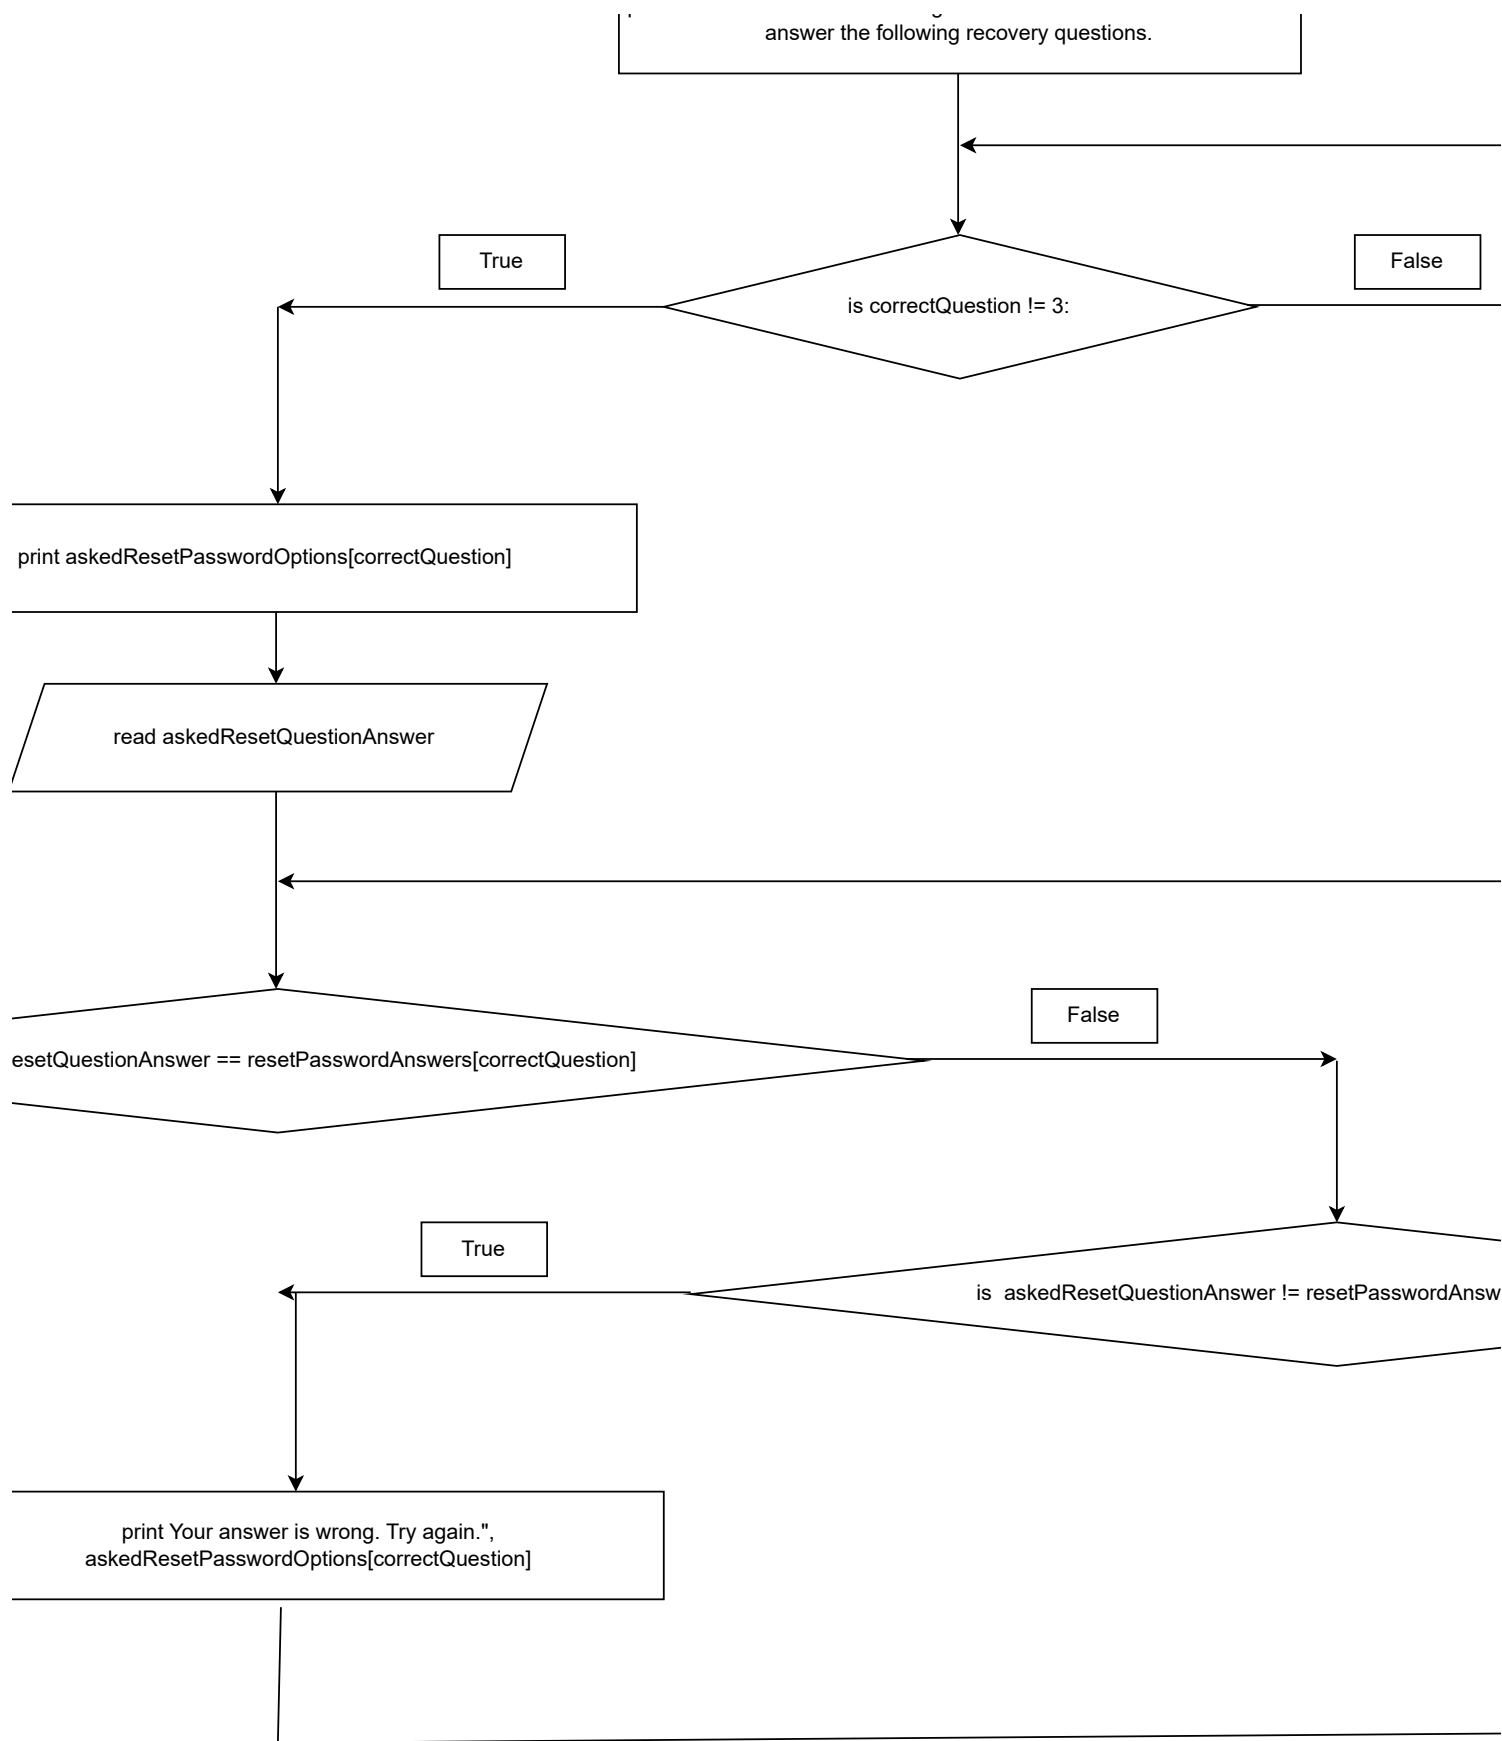 answer the following recovery questions.
True
False
is correctQuestion != 3:
print askedResetPasswordOptions[correctQuestion]
read askedResetQuestionAnswer
False
esetQuestionAnswer == resetPasswordAnswers[correctQuestion]
True
is  askedResetQuestionAnswer != resetPasswordAnsw
print Your answer is wrong. Try again.",
askedResetPasswordOptions[correctQuestion]